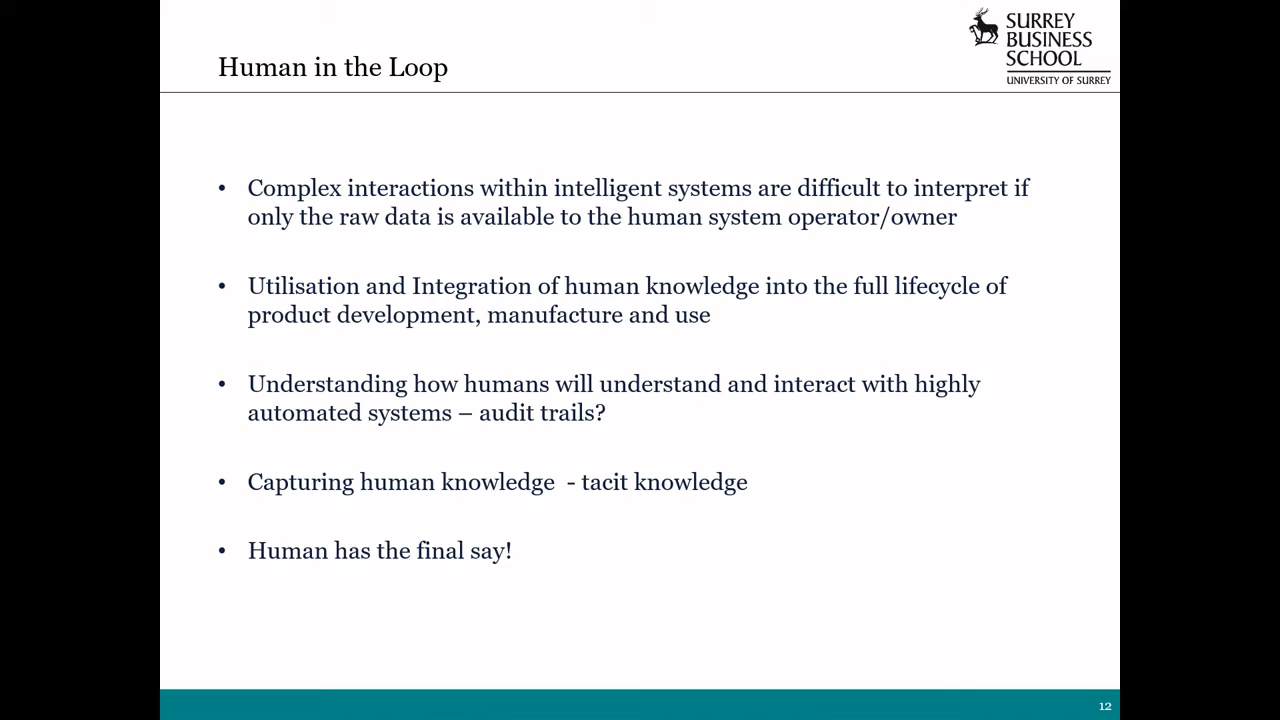 Human in the Loop
SURREY
BUSINESS
SCHOOL
UNIVERSITY OF SURREY
• Complex interactions within intelligent systems are difficult to interpret if
only the raw data is available to the human system operator/owner
• Utilisation and Integration of human knowledge into the full lifecycle of
product development, manufacture and use
• Understanding how humans will understand and interact with highly
automated systems – audit trails?
• Capturing human knowledge  - tacit knowledge
• Human has the final say!
12